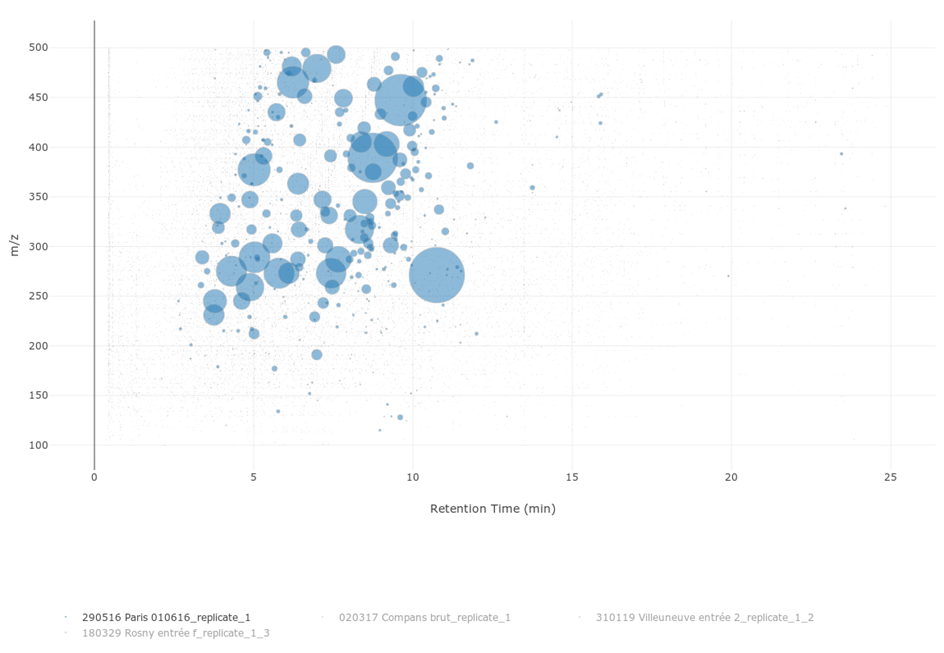 500
450
400
350
300
250
200
150
100
m/z
0 5 10 15 20 25
Retention Time (min)
290516 Paris 010616_replicate_1 020317 Compans brut_replicate_1 310119 Villeuneuve entrée 2_replicate_1_2
180329 Rosny entrée f_replicate_1_3